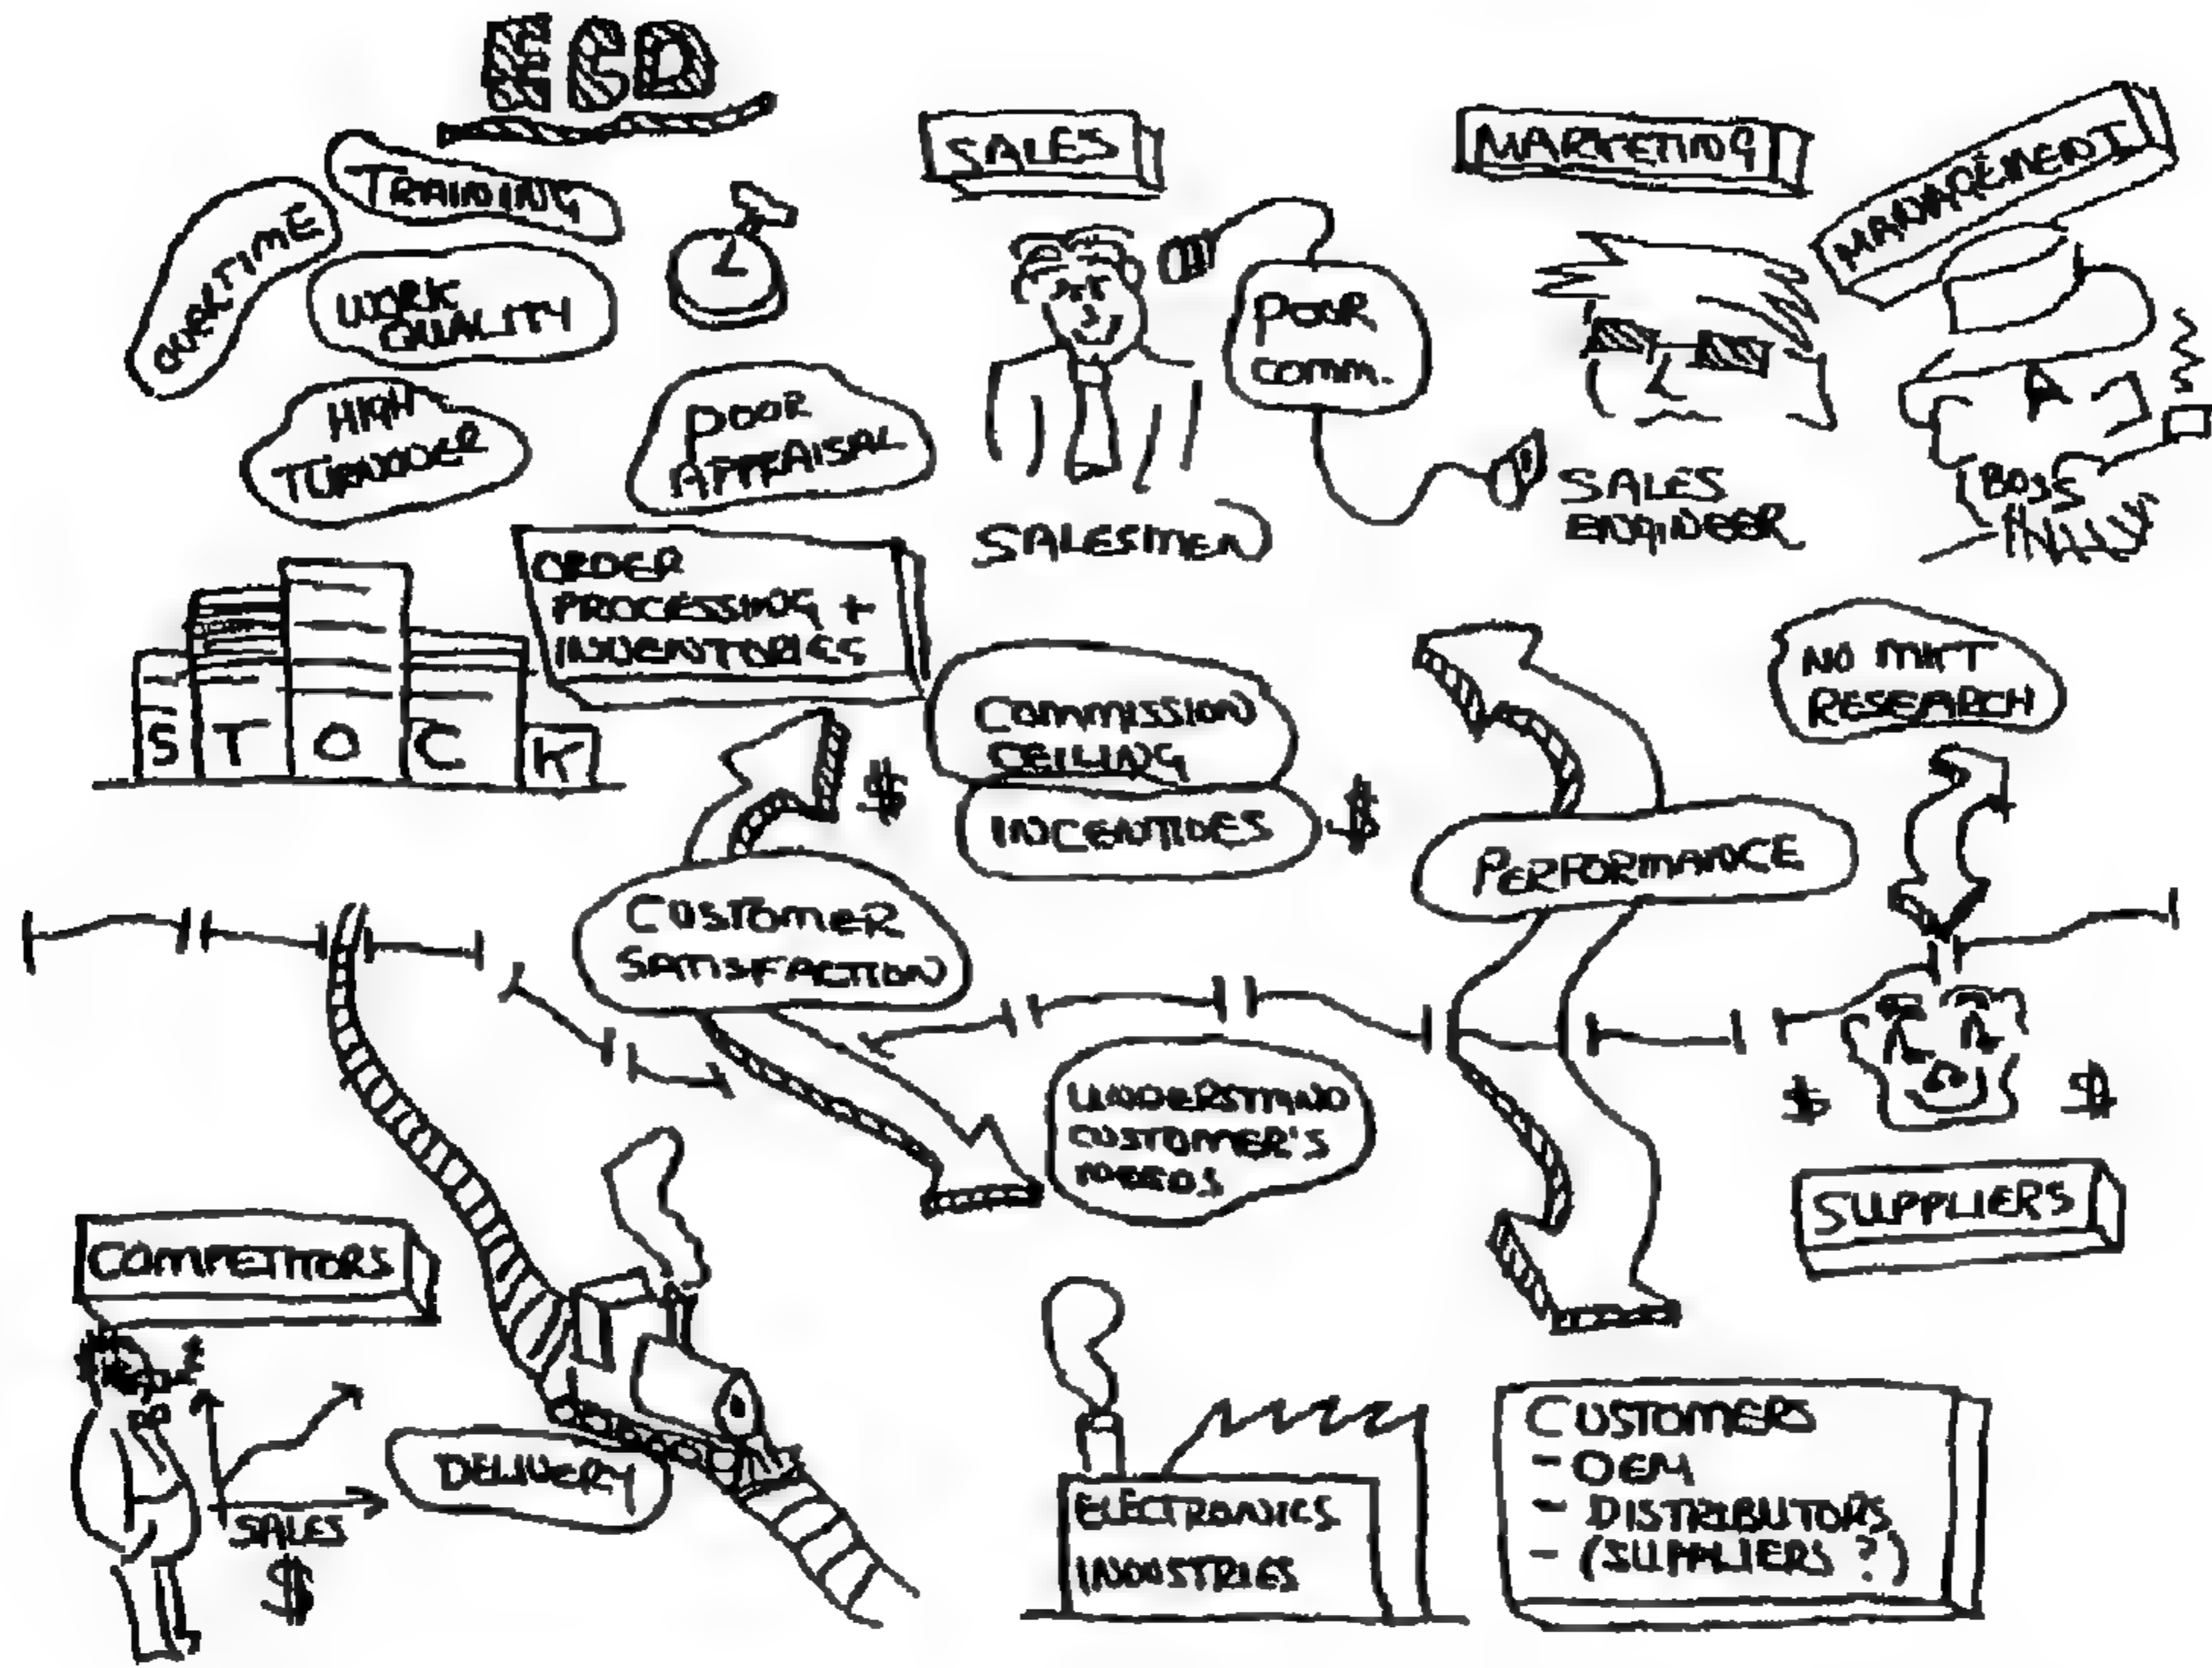 ECD
SALES
MARKETING
MANAGEMENT
TRAINING
OVERTIME
WORK
QUALITY
HIGH
TURNOVER
POOR
APPRAISAL
POOR
COMM.
SALESMEN
SALES
ENGINEER
BOSS
ORDER
PROCESSING +
INVENTORIES
STOCK
COMMISSION
CEILING
$
INCENTIVES
$
NO MKT
RESEARCH
PERFORMANCE
CUSTOMER
SATISFACTION
UNDERSTAND
CUSTOMER'S
NEEDS
$
$
SUPPLIERS
COMPETITORS
SALES
$
DELIVERY
ELECTRONICS
INDUSTRIES
CUSTOMERS
- OEM
- DISTRIBUTORS
- (SUPPLIERS ?)